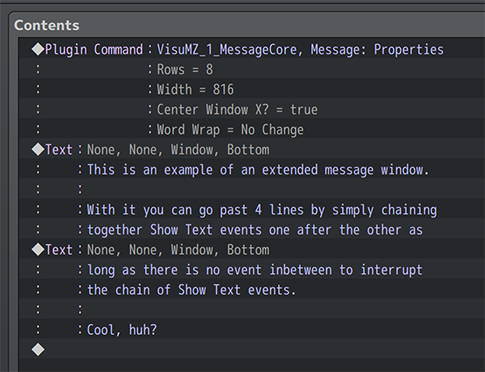 Contents
◆Plugin Command：VisuMZ_1_MessageCore, Message: Properties
：　　　　　　　：Rows = 8
：　　　　　　　：Width = 816
：　　　　　　　：Center Window X? = true
：　　　　　　　：Word Wrap = No Change
◆Text：None, None, Window, Bottom
：　　：This is an example of an extended message window.
：　　：
：　　：With it you can go past 4 lines by simply chaining
：　　：together Show Text events one after the other as
◆Text：None, None, Window, Bottom
：　　：long as there is no event inbetween to interrupt
：　　：the chain of Show Text events.
：　　：
：　　：Cool, huh?
◆